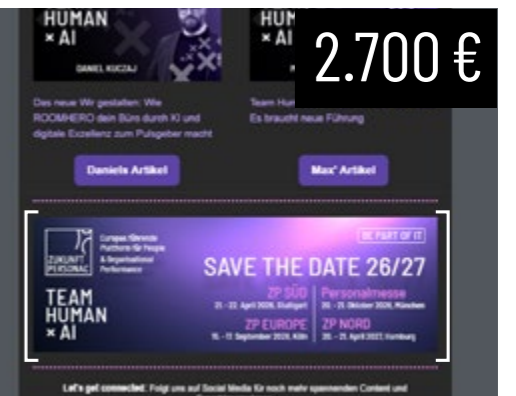 HUMAN
× AI
DANIEL KUCZAJ
HUM
× AI
2.700 €
Das neue Wir gestalten: Wie
ROOMHERO dein Büro durch KI und
digitale Exzellenz zum Pulsgeber macht
Team Hum
Es braucht neue Führung
Daniels Artikel
Max' Artikel
ZUKUNFT
PERSONAL
Europas führende
Plattform für People
& Organisational
Performance
BE PART OF IT
SAVE THE DATE 26/27
TEAM
HUMAN
× AI
ZP SÜD
21. - 22. April 2026, Stuttgart
Personalmesse
20. - 21. Oktober 2026, München
ZP EUROPE
15. - 17. September 2026, Köln
ZP NORD
20. - 21. April 2027, Hamburg
Let's get connected: Folgt uns auf Social Media für noch mehr spannenden Content und